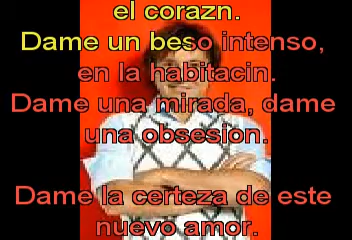 el corazn.
Dame un beso intenso,
en la habitacin.
Dame una mirada, dame
una obsesion.
Dame la certeza de este
nuevo amor.